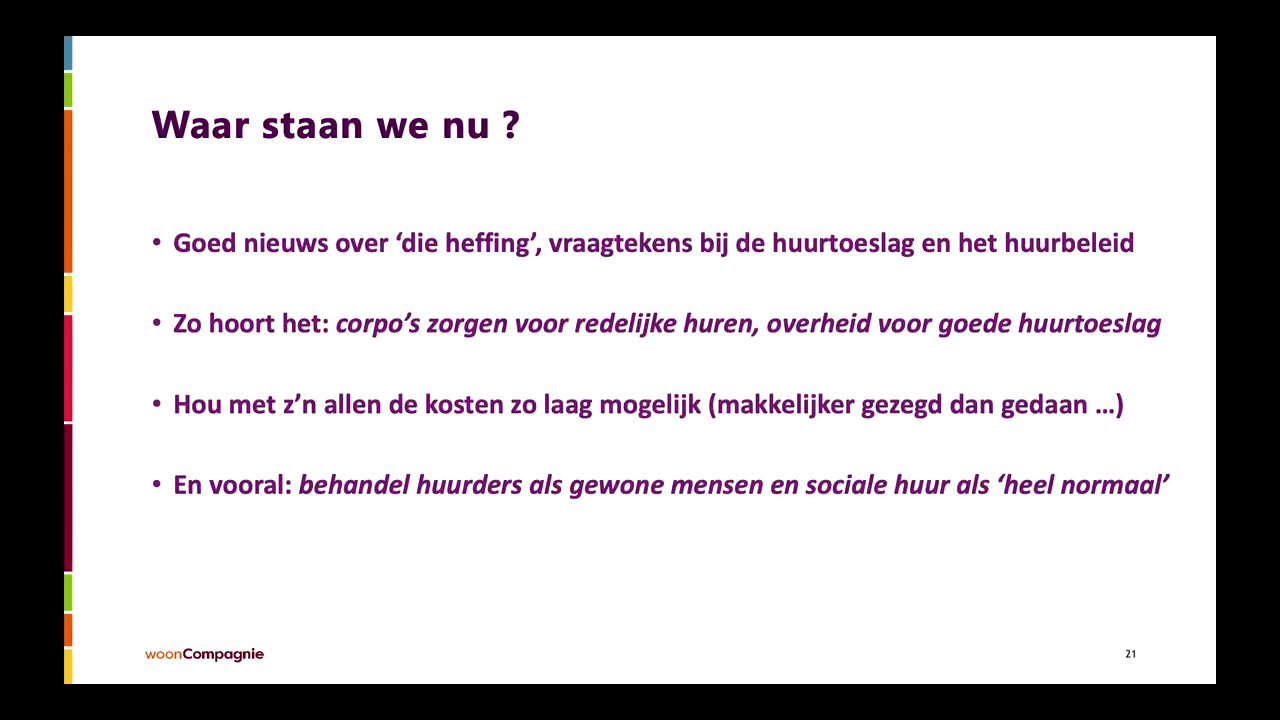 Waar staan we nu ?
• Goed nieuws over ‘die heffing’, vraagtekens bij de huurtoeslag en het huurbeleid
• Zo hoort het: corpo’s zorgen voor redelijke huren, overheid voor goede huurtoeslag
• Hou met z’n allen de kosten zo laag mogelijk (makkelijker gezegd dan gedaan …)
• En vooral: behandel huurders als gewone mensen en sociale huur als ‘heel normaal’
woonCompagnie
21